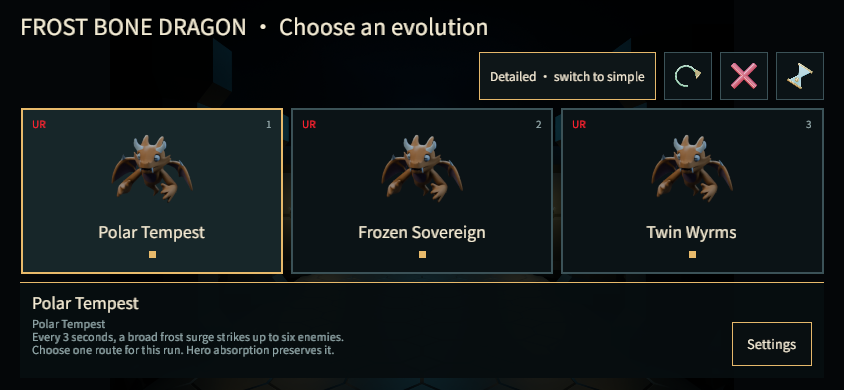 FROST BONE DRAGON • Choose an evolution
Detailed • switch to simple
UR 1
Polar Tempest
UR 2
Frozen Sovereign
UR 3
Twin Wyrms
Polar Tempest
Polar Tempest
Every 3 seconds, a broad frost surge strikes up to six enemies.
Choose one route for this run. Hero absorption preserves it.
Settings